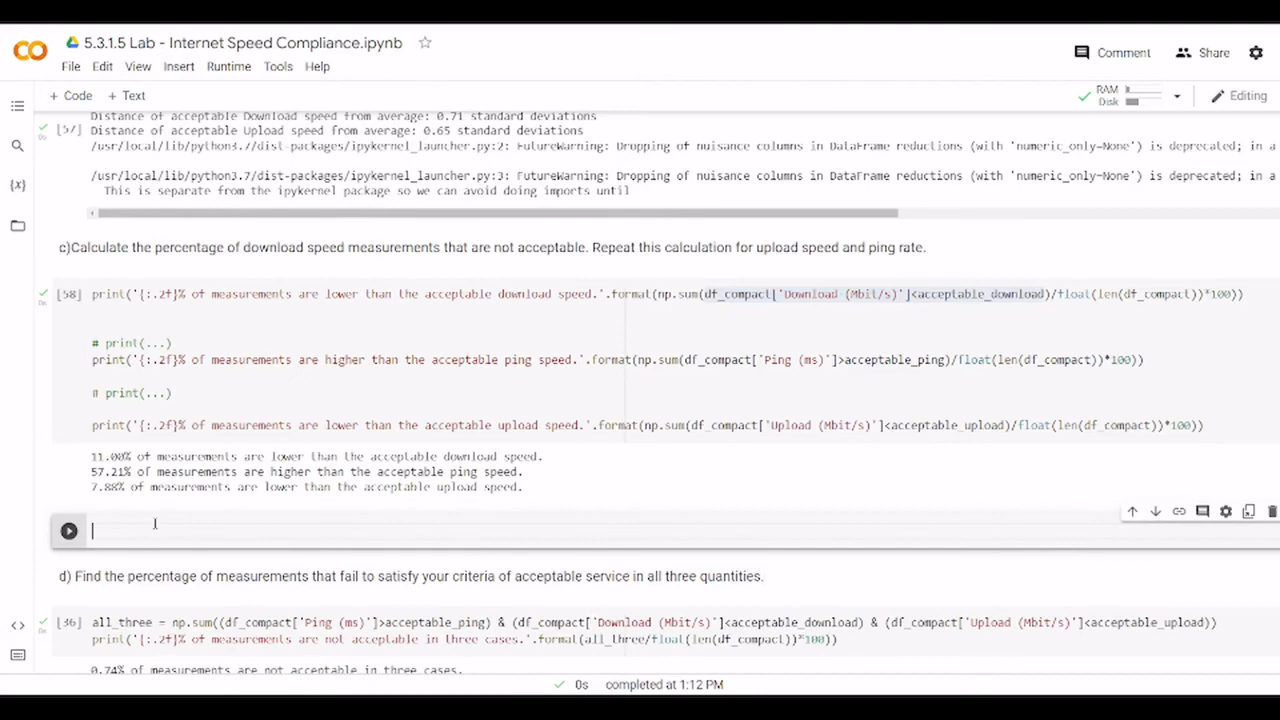 5.3.1.5 Lab - Internet Speed Compliance.ipynb
File Edit View Insert Runtime Tools Help
Comment Share
+ Code + Text
RAM
Disk
Editing
Distance of acceptable Download speed from average: 0.71 standard deviations
[57] Distance of acceptable Upload speed from average: 0.65 standard deviations
0s
/usr/local/lib/python3.7/dist-packages/ipykernel_launcher.py:2: FutureWarning: Dropping of nuisance columns in DataFrame reductions (with 'numeric_only=None') is deprecated; in a
/usr/local/lib/python3.7/dist-packages/ipykernel_launcher.py:3: FutureWarning: Dropping of nuisance columns in DataFrame reductions (with 'numeric_only=None') is deprecated; in a
This is separate from the ipykernel package so we can avoid doing imports until
c)Calculate the percentage of download speed measurements that are not acceptable. Repeat this calculation for upload speed and ping rate.
[58] print('{:.2f}% of measurements are lower than the acceptable download speed.'.format(np.sum(df_compact['Download (Mbit/s)']<acceptable_download)/float(len(df_compact))*100))
0s
# print(...)
print('{:.2f}% of measurements are higher than the acceptable ping speed.'.format(np.sum(df_compact['Ping (ms)']>acceptable_ping)/float(len(df_compact))*100))
# print(...)
print('{:.2f}% of measurements are lower than the acceptable upload speed.'.format(np.sum(df_compact['Upload (Mbit/s)']<acceptable_upload)/float(len(df_compact))*100))
11.00% of measurements are lower than the acceptable download speed.
57.21% of measurements are higher than the acceptable ping speed.
7.88% of measurements are lower than the acceptable upload speed.
d) Find the percentage of measurements that fail to satisfy your criteria of acceptable service in all three quantities.
[36] all_three = np.sum((df_compact['Ping (ms)']>acceptable_ping) & (df_compact['Download (Mbit/s)']<acceptable_download) & (df_compact['Upload (Mbit/s)']<acceptable_upload))
0s
print('{:.2f}% of measurements are not acceptable in three cases.'.format(all_three/float(len(df_compact))*100))
0.74% of measurements are not acceptable in three cases.
0s completed at 1:12 PM